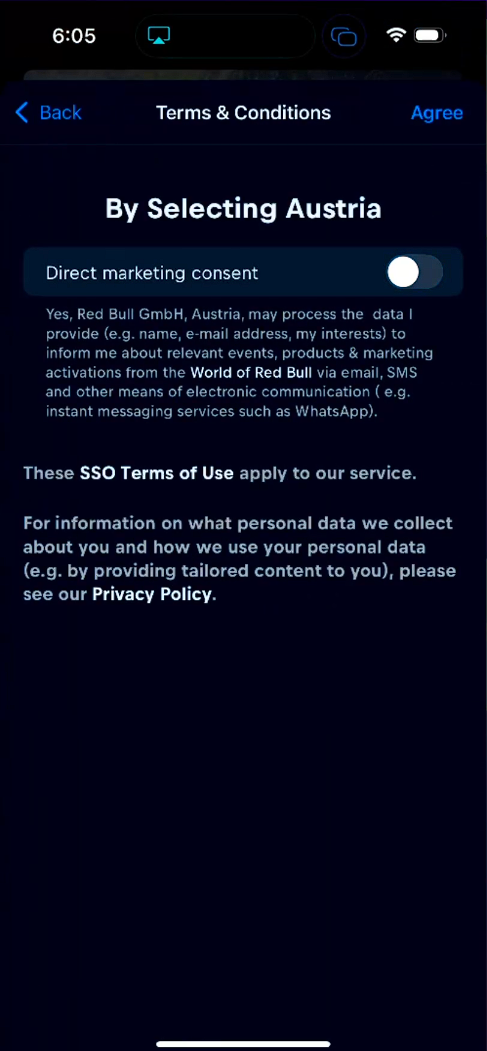 6:05
Back
Terms & Conditions
Agree
By Selecting Austria
Direct marketing consent
Yes, Red Bull GmbH, Austria, may process the data I
provide (e.g. name, e-mail address, my interests) to
inform me about relevant events, products & marketing
activations from the World of Red Bull via email, SMS
and other means of electronic communication ( e.g.
instant messaging services such as WhatsApp).
These SSO Terms of Use apply to our service.
For information on what personal data we collect
about you and how we use your personal data
(e.g. by providing tailored content to you), please
see our Privacy Policy.